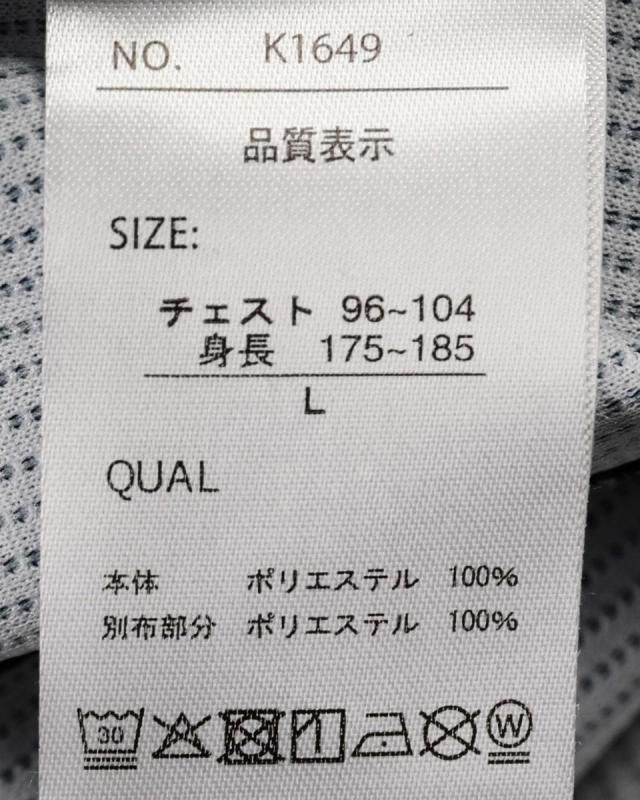 NO. K1649
品質表示
SIZE:
チェスト 96~104
身長 175~185
L
QUAL
本体 ポリエステル 100%
別布部分 ポリエステル 100%
30 W